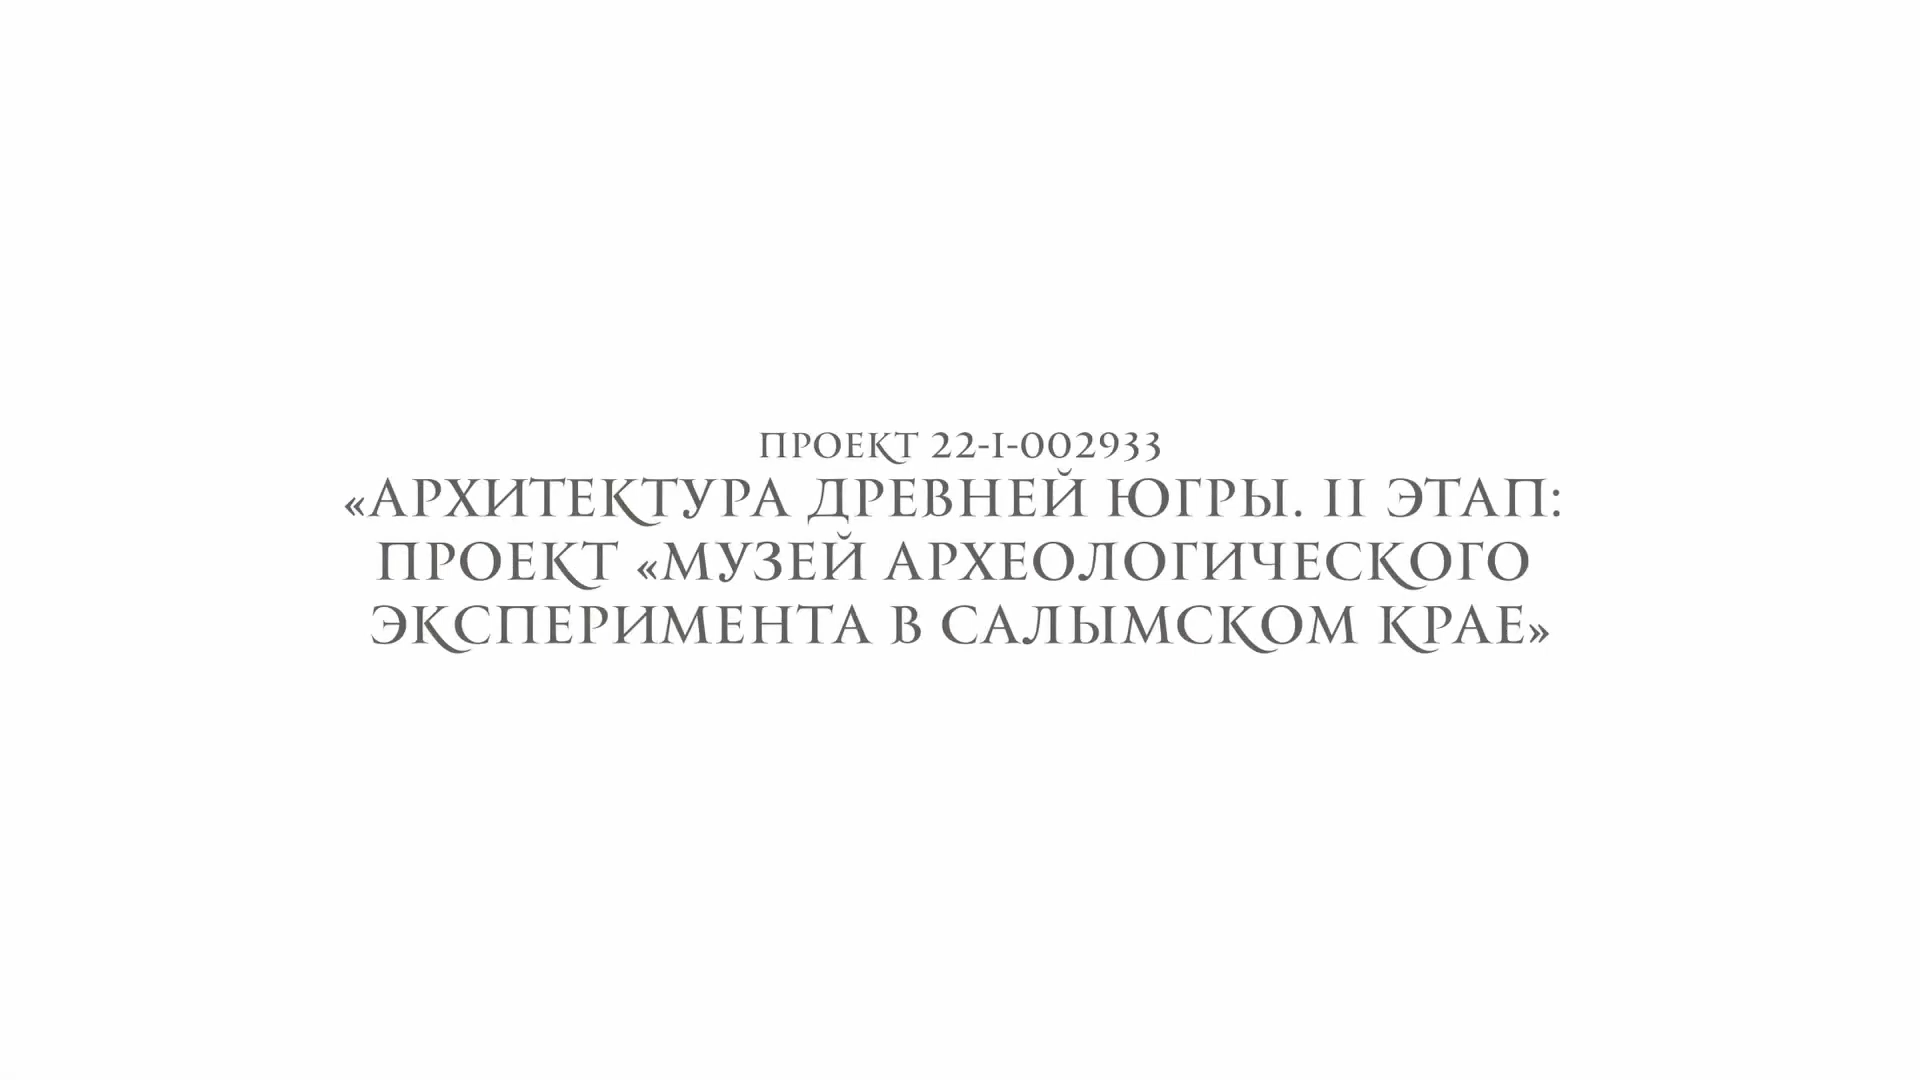 ПРОЕКТ 22-1-002933
«АРХИТЕКТУРА ДРЕВНЕЙ ЮГРЫ. II ЭТАП:
ПРОЕКТ «МУЗЕЙ АРХЕОЛОГИЧЕСКОГО
ЭКСПЕРИМЕНТА В САЛЫМСКОМ КРАЕ»